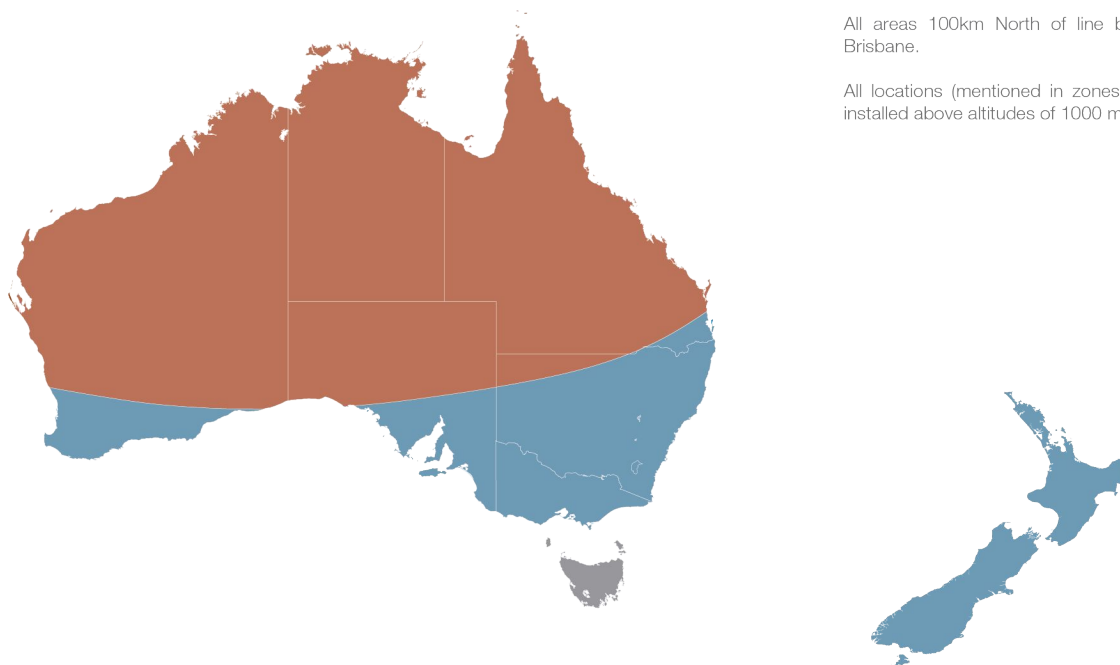 All areas 100km North of line
Brisbane.
All locations (mentioned in zones
installed above altitudes of 1000